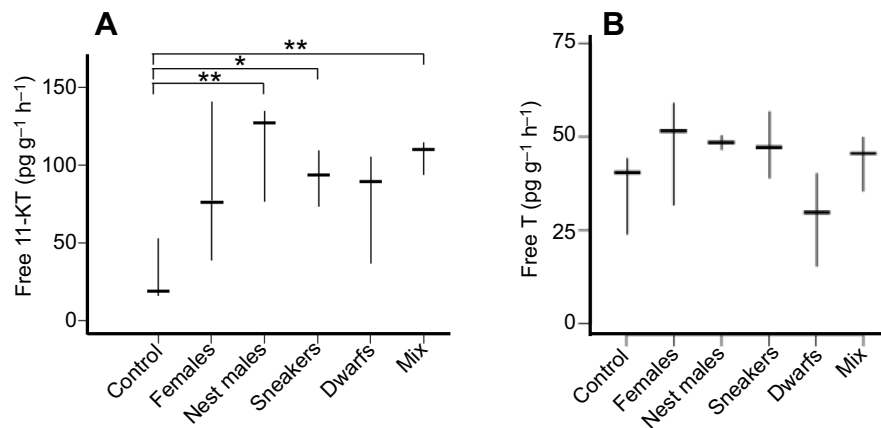 A
**
*
**
150
100
50
0
Free 11-KT (pg g⁻¹ h⁻¹)
Control
Females
Nest males
Sneakers
Dwarfs
Mix
B
75
50
25
0
Free T (pg g⁻¹ h⁻¹)
Control
Females
Nest males
Sneakers
Dwarfs
Mix